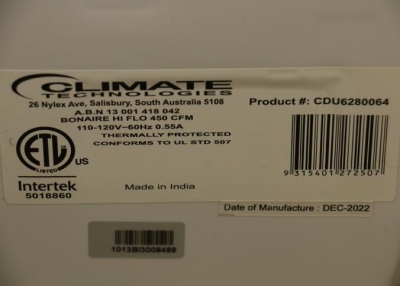 CLIMATE
TECHNOLOGIES
26 Nylex Ave, Salisbury, South Australia 5108
A.B.N 13 001 418 042
BONAIRE HI FLO 450 CFM
110-120V~60Hz 0.55A
THERMALLY PROTECTED
CONFORMS TO UL STD 507
Product #: CDU6280064
9 315401 272507
ETL
LISTED
US
Intertek
5018860
Made in India
Date of Manufacture : DEC-2022
1013BI3008489